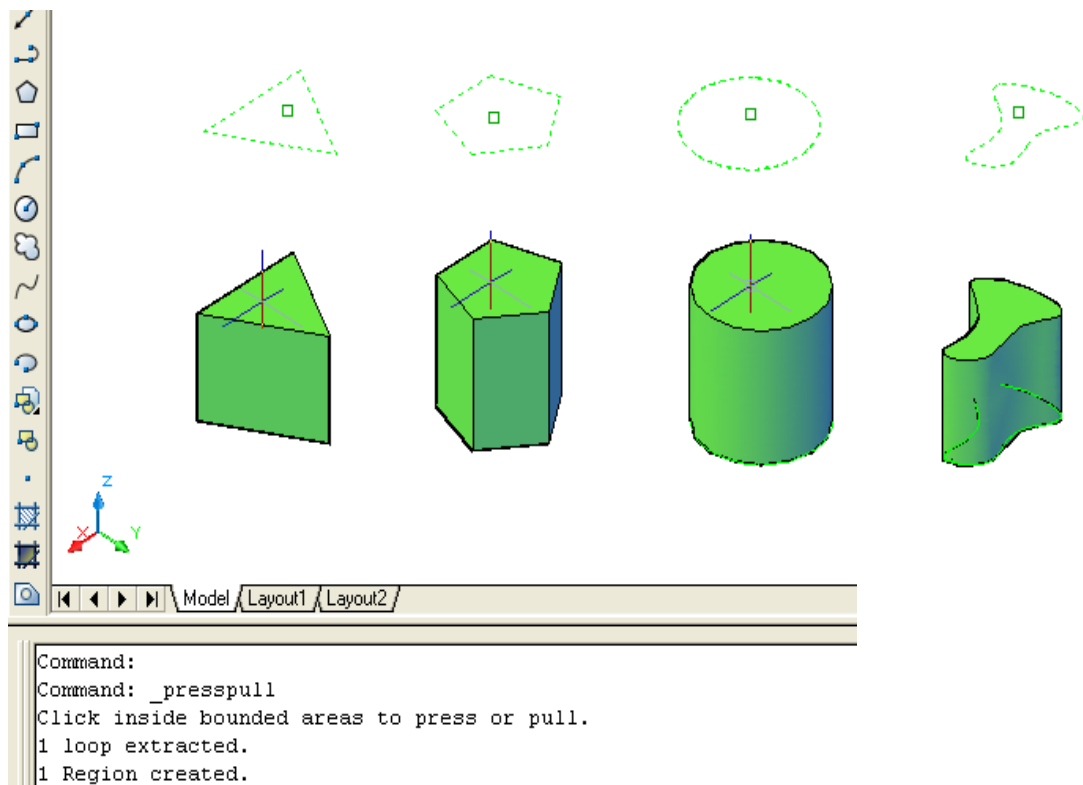 Z
X
Y
Model Layout1 Layout2
Command:
Command: _presspull
Click inside bounded areas to press or pull.
1 loop extracted.
1 Region created.